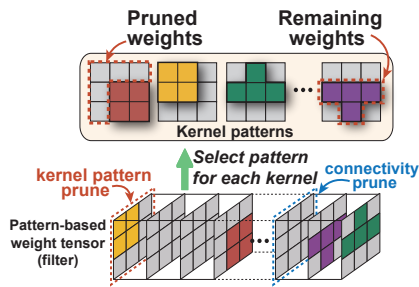 Pruned
weights
Remaining
weights
Kernel patterns
kernel pattern
prune
Select pattern
for each kernel
connectivity
prune
Pattern-based
weight tensor
(filter)